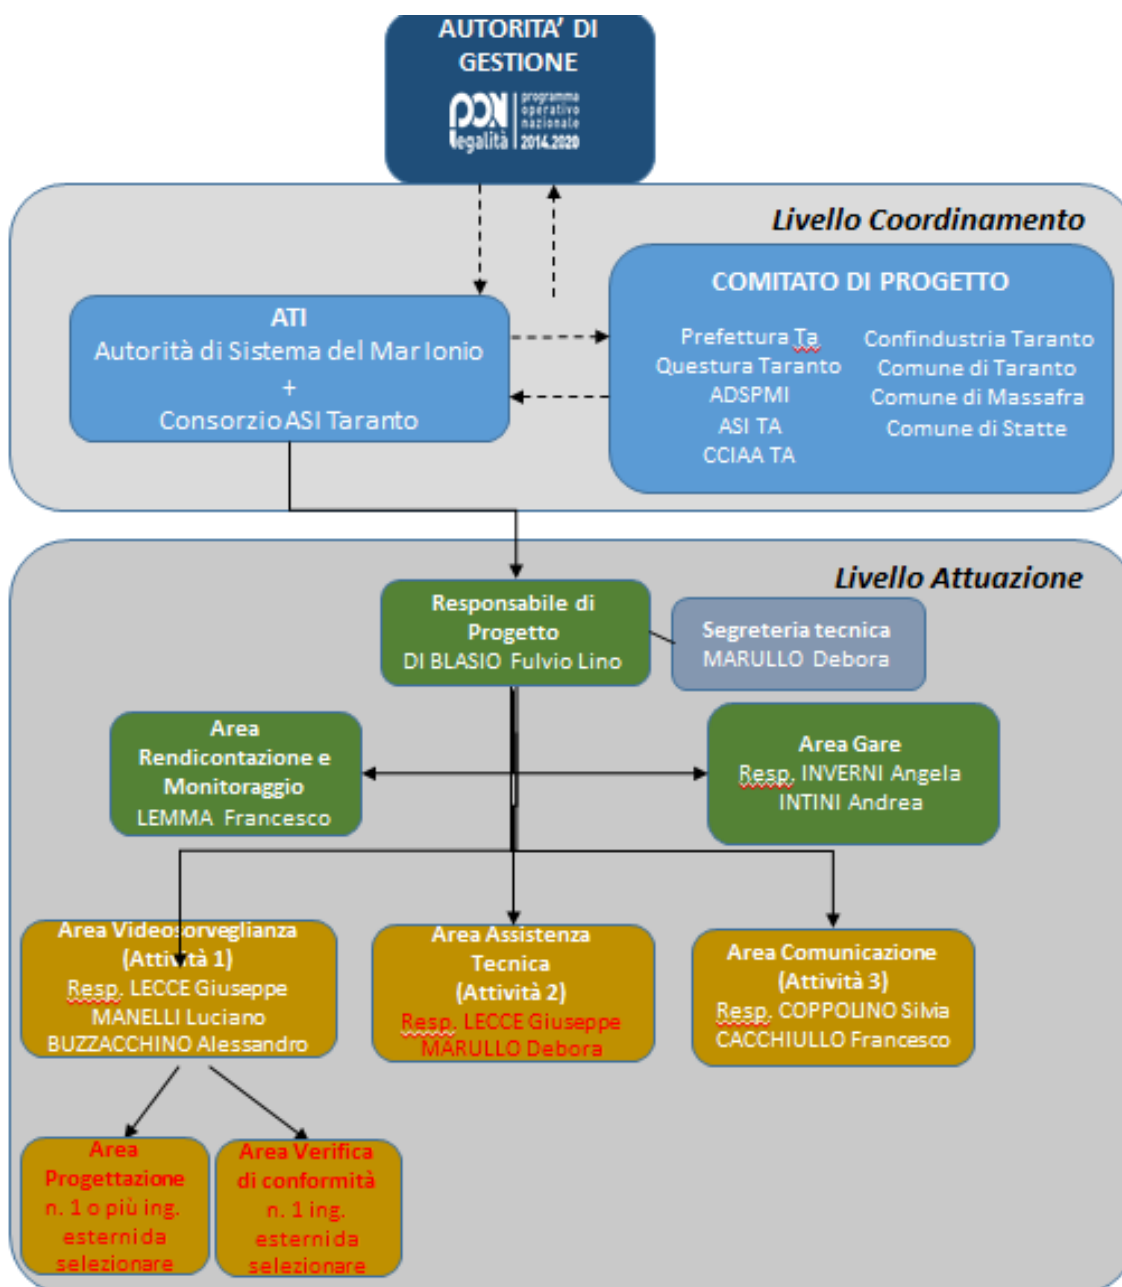 AUTORITA' DI
GESTIONE
pon
legalità
programma
operativo
nazionale
2014.2020
Livello Coordinamento
ATI
Autorità di Sistema del Mar Ionio
+
Consorzio ASI Taranto
COMITATO DI PROGETTO
Prefettura Ta
Questura Taranto
ADSPMI
ASI TA
CCIAA TA
Confindustria Taranto
Comune di Taranto
Comune di Massafra
Comune di Statte
Livello Attuazione
Responsabile di
Progetto
DI BLASIO Fulvio Lino
Segreteria tecnica
MARULLO Debora
Area
Rendicontazione e
Monitoraggio
LEMMA Francesco
Area Gare
Resp. INVERNI Angela
INTINI Andrea
Area Videosorveglianza
(Attività 1)
Resp. LECCE Giuseppe
MANELLI Luciano
BUZZACCHINO Alessandro
Area Assistenza
Tecnica
(Attività 2)
Resp. LECCE Giuseppe
MARULLO Debora
Area Comunicazione
(Attività 3)
Resp. COPPOLINO Silvia
CACCHIULLO Francesco
Area
Progettazione
n. 1 o più ing.
esterni da
selezionare
Area Verifica
di conformità
n. 1 ing.
esterni da
selezionare